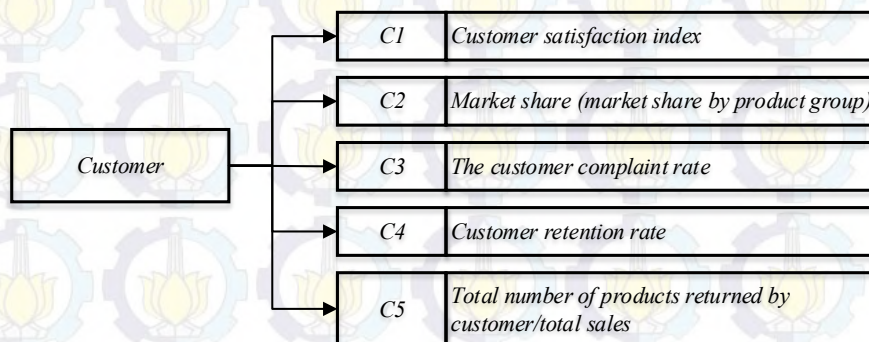 C1 Customer satisfaction index
C2 Market share (market share by product group)
Customer
C3 The customer complaint rate
C4 Customer retention rate
C5 Total number of products returned by
customer/total sales